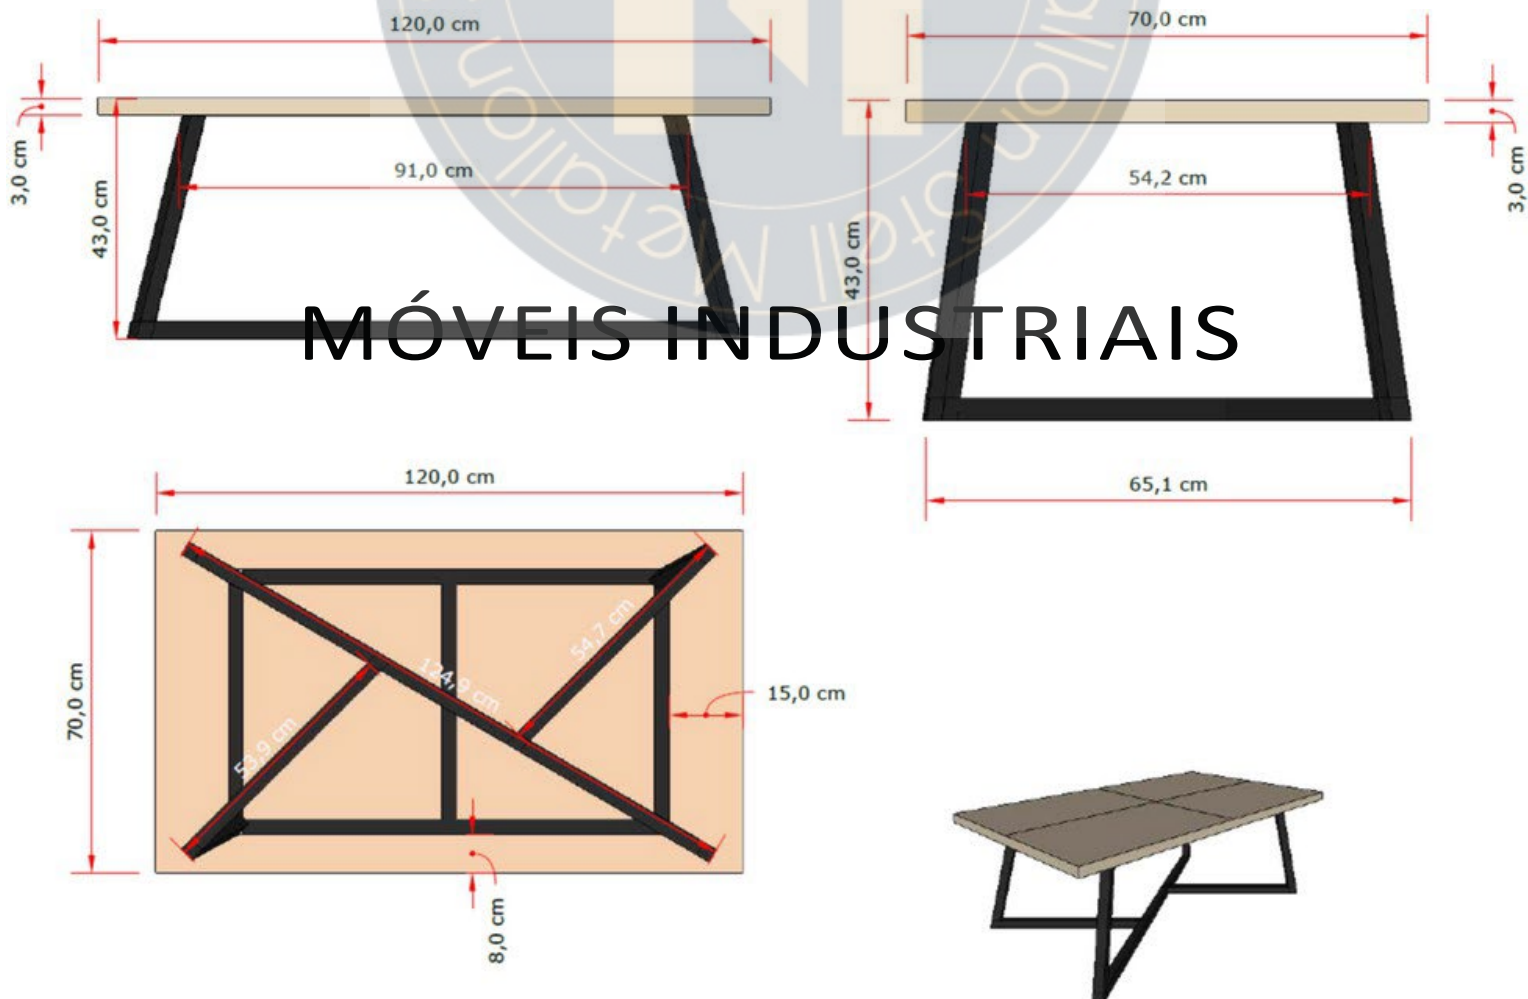 120,0 cm
70,0 cm
3,0 cm
43,0 cm
91,0 cm
54,2 cm
43,0 cm
3,0 cm
Metallon
Metallon
MÓVEIS INDUSTRIAIS
65,1 cm
120,0 cm
70,0 cm
54,7 cm
124,9 cm
53,9 cm
15,0 cm
8,0 cm